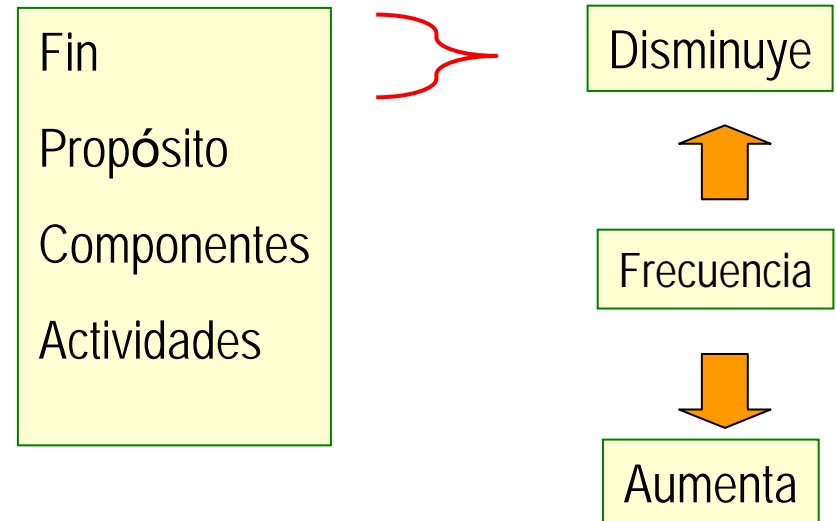 Fin
Propósito
Componentes
Actividades
Disminuye
Frecuencia
Aumenta